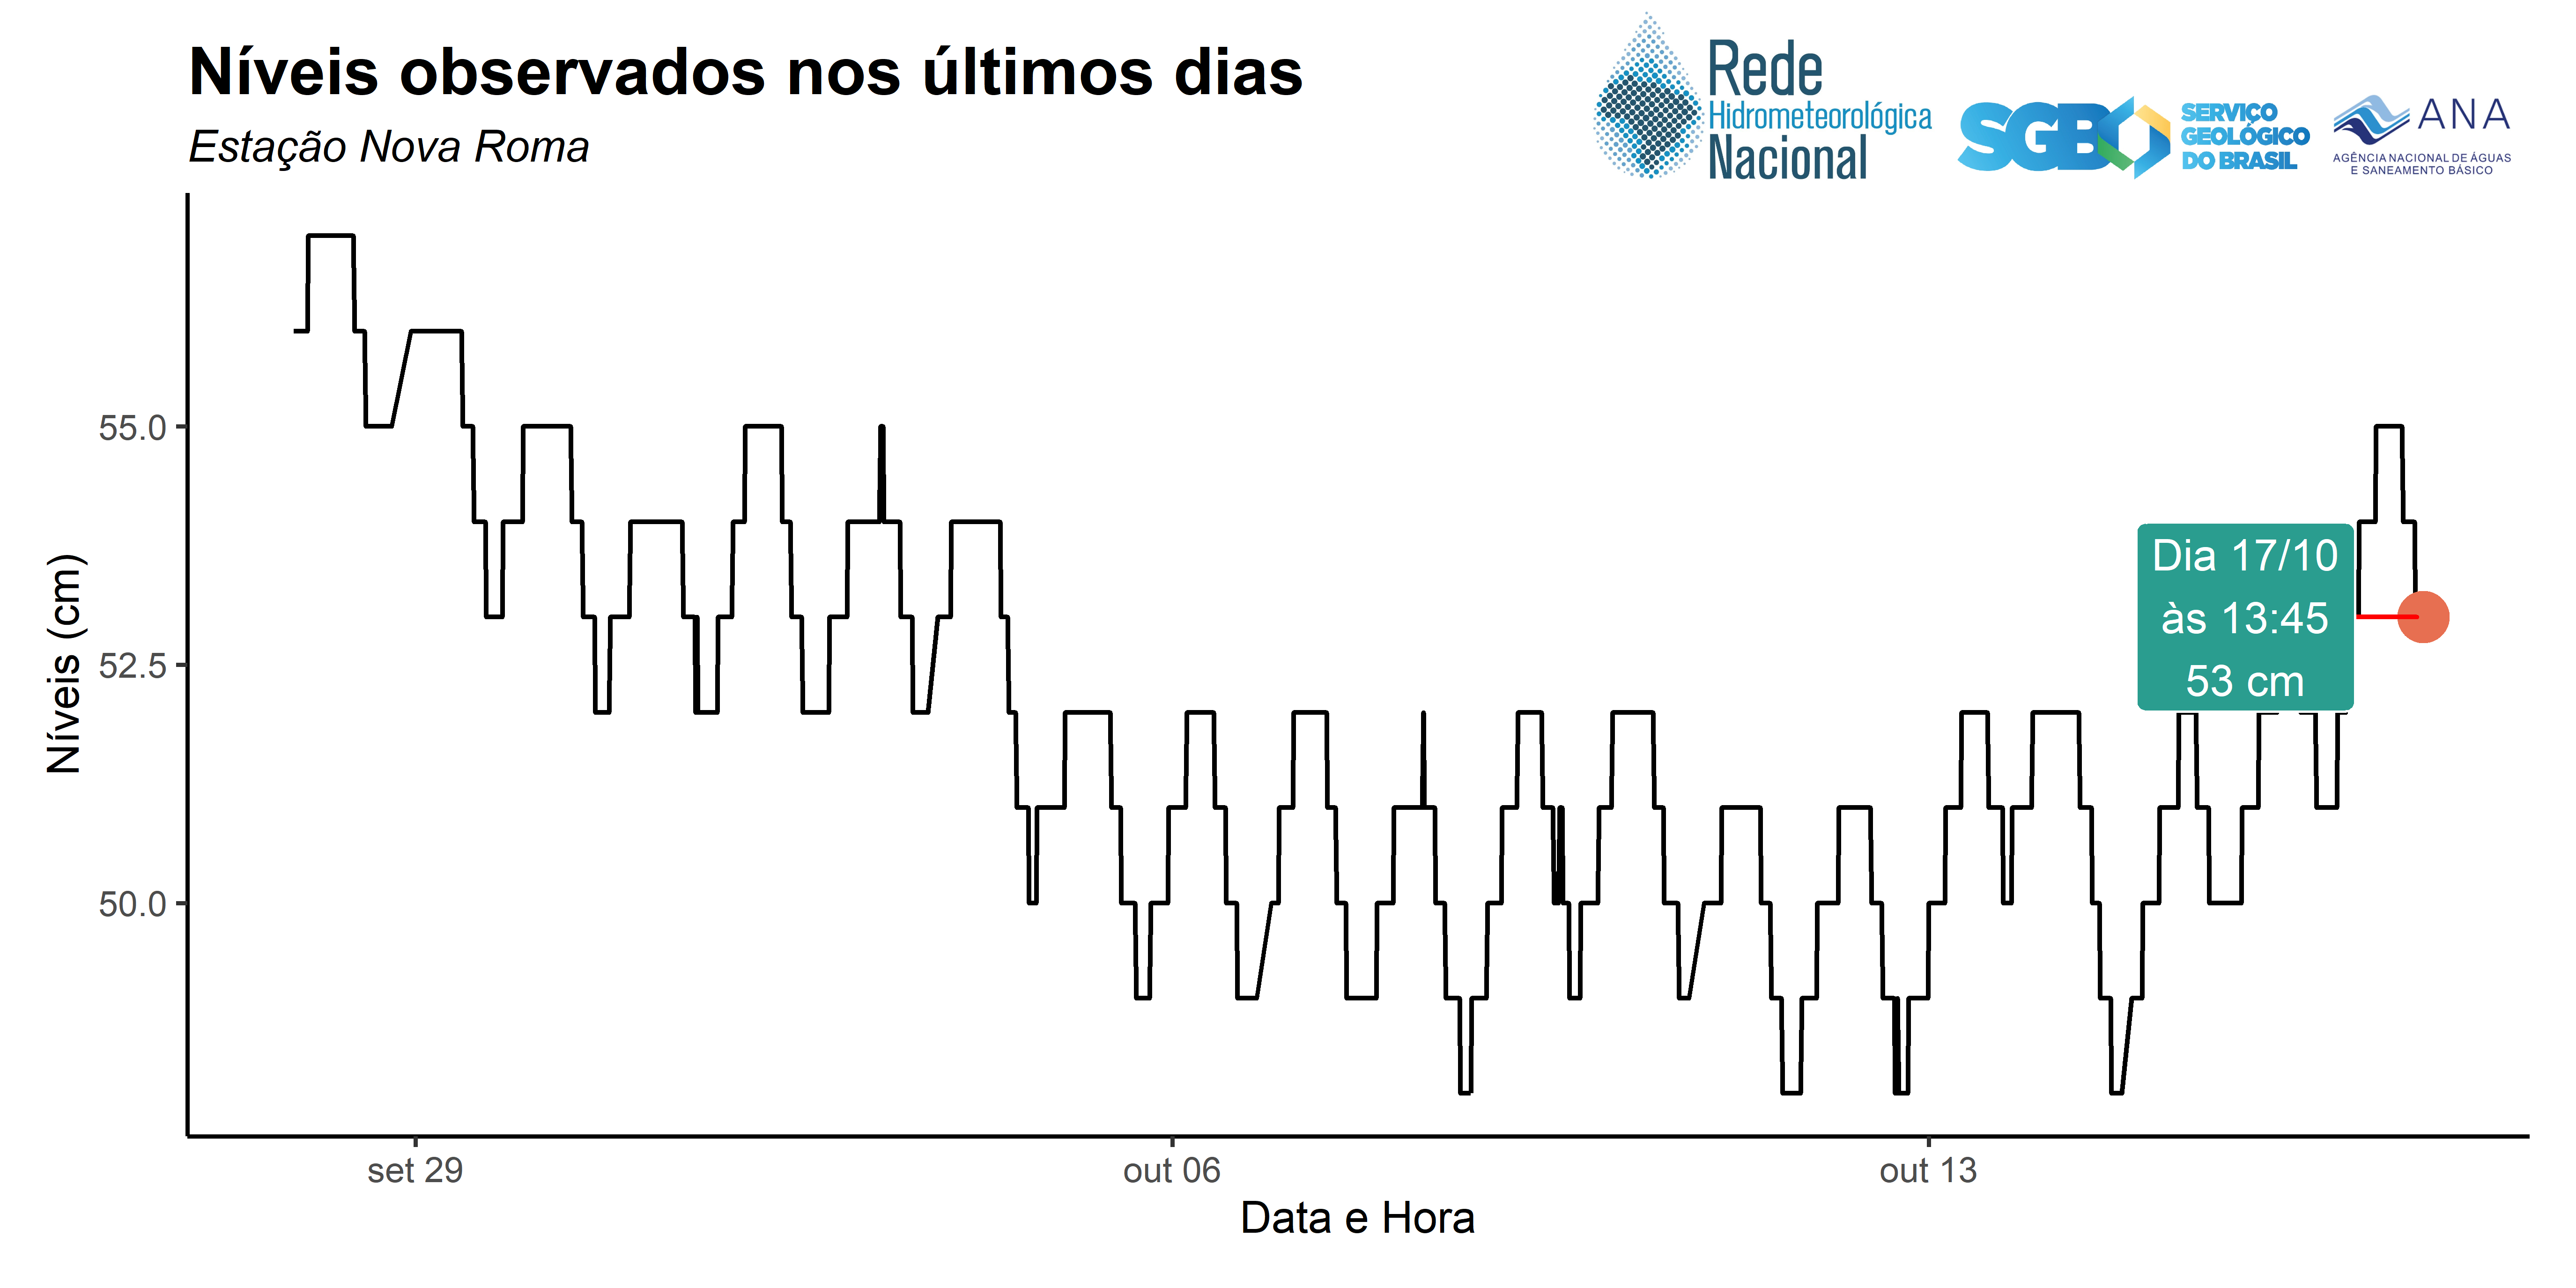 Níveis observados nos últimos dias
Estação Nova Roma
Rede
Hidrometeorológica
Nacional
SGB
SERVIÇO
GEOLÓGICO
DO BRASIL
ANA
AGÊNCIA NACIONAL DE ÁGUAS
E SANEAMENTO BÁSICO
Níveis (cm)
55.0
52.5
50.0
Dia 17/10
às 13:45
53 cm
set 29
out 06
out 13
Data e Hora